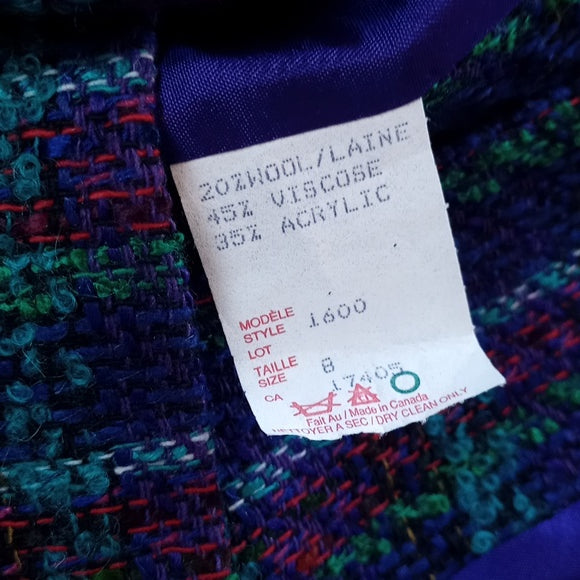 20%WOOL/LAINE
45% VISCOSE
35% ACRYLIC
MODÈLE
STYLE 1600
LOT
TAILLE 8
SIZE 17405
CA
Fait Au / Made in Canada
NETTOYER A SEC / DRY CLEAN ONLY